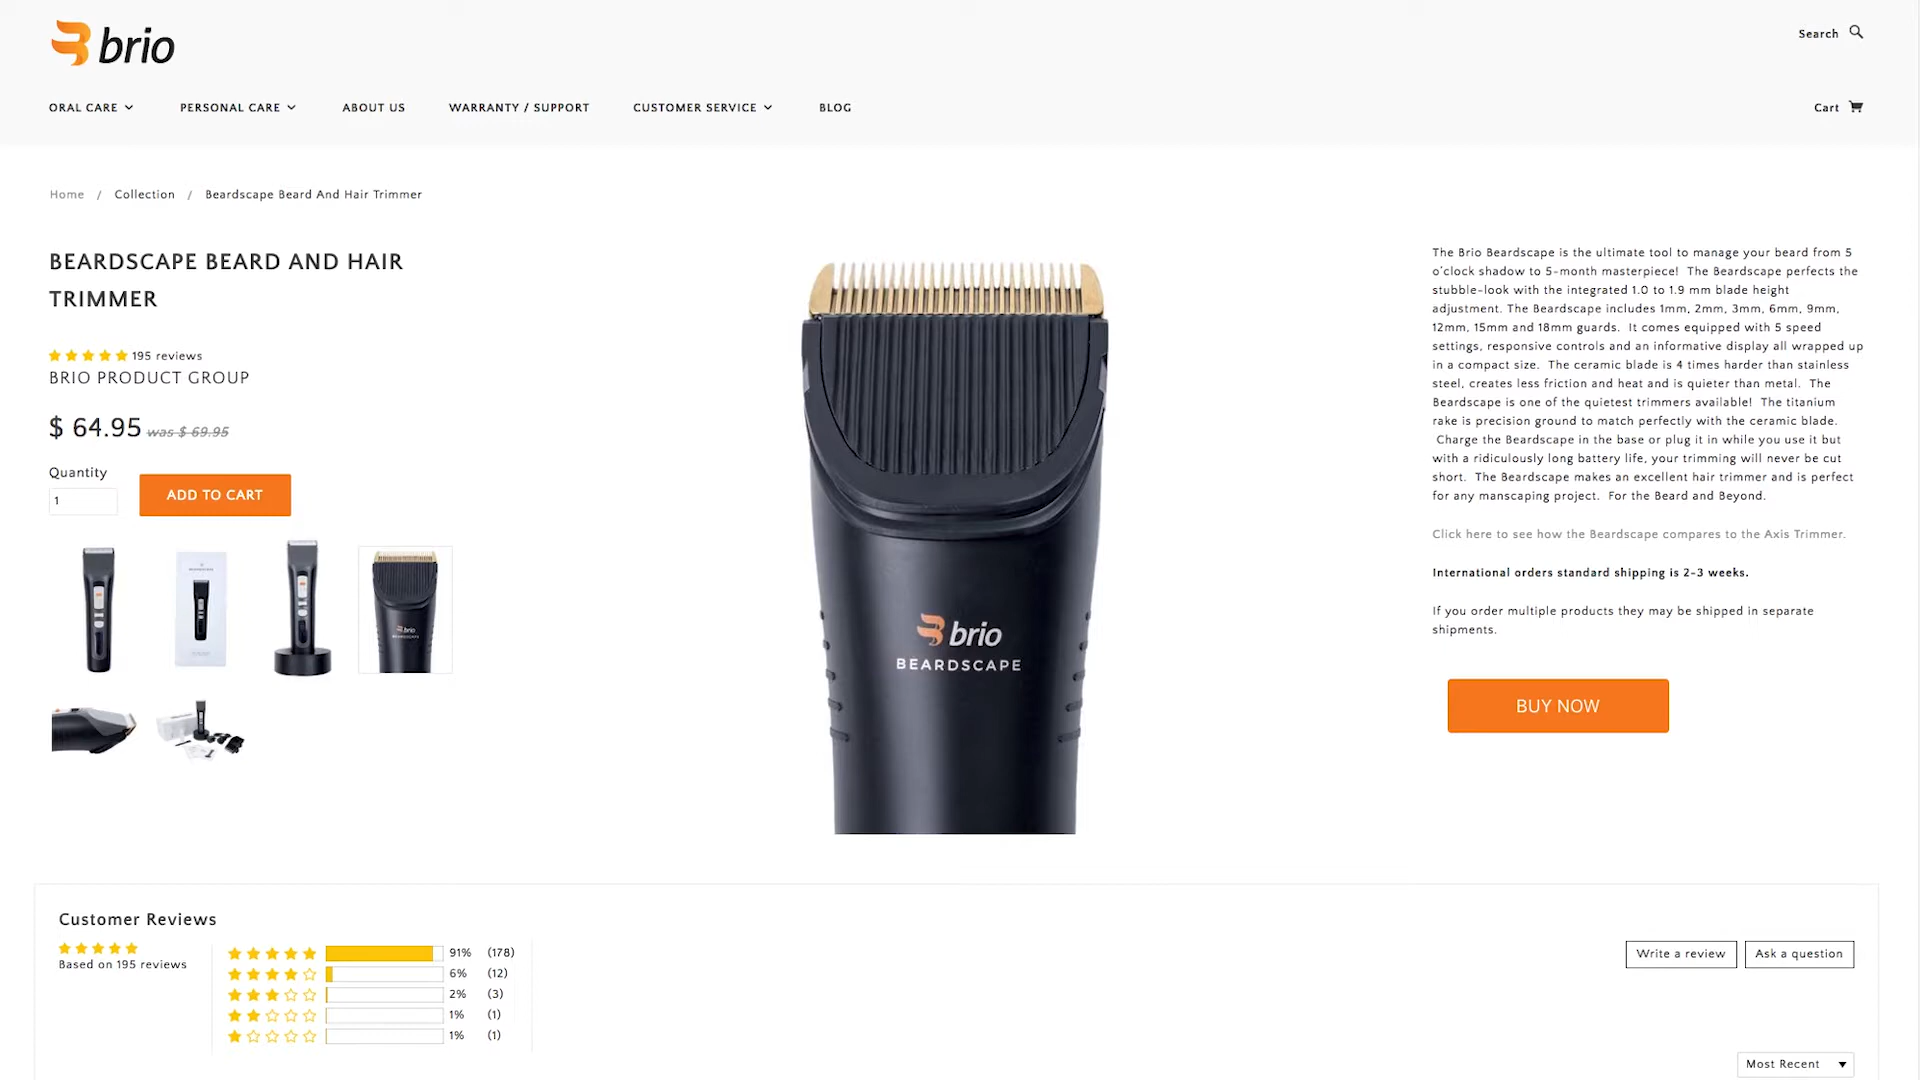 brio
Search
ORAL CARE
PERSONAL CARE
ABOUT US
WARRANTY / SUPPORT
CUSTOMER SERVICE
BLOG
Cart
Home / Collection / Beardscape Beard And Hair Trimmer
BEARDSCAPE BEARD AND HAIR
TRIMMER
195 reviews
BRIO PRODUCT GROUP
$ 64.95 was $ 69.95
Quantity
1
ADD TO CART
brio
BEARDSCAPE
brio
BEARDSCAPE
The Brio Beardscape is the ultimate tool to manage your beard from 5
o'clock shadow to 5-month masterpiece! The Beardscape perfects the
stubble-look with the integrated 1.0 to 1.9 mm blade height
adjustment. The Beardscape includes 1mm, 2mm, 3mm, 6mm, 9mm,
12mm, 15mm and 18mm guards. It comes equipped with 5 speed
settings, responsive controls and an informative display all wrapped up
in a compact size. The ceramic blade is 4 times harder than stainless
steel, creates less friction and heat and is quieter than metal. The
Beardscape is one of the quietest trimmers available! The titanium
rake is precision ground to match perfectly with the ceramic blade.
Charge the Beardscape in the base or plug it in while you use it but
with a ridiculously long battery life, your trimming will never be cut
short. The Beardscape makes an excellent hair trimmer and is perfect
for any manscaping project. For the Beard and Beyond.
Click here to see how the Beardscape compares to the Axis Trimmer.
International orders standard shipping is 2-3 weeks.
If you order multiple products they may be shipped in separate
shipments.
BUY NOW
Customer Reviews
Based on 195 reviews
91% (178)
6% (12)
2% (3)
1% (1)
1% (1)
Write a review
Ask a question
Most Recent